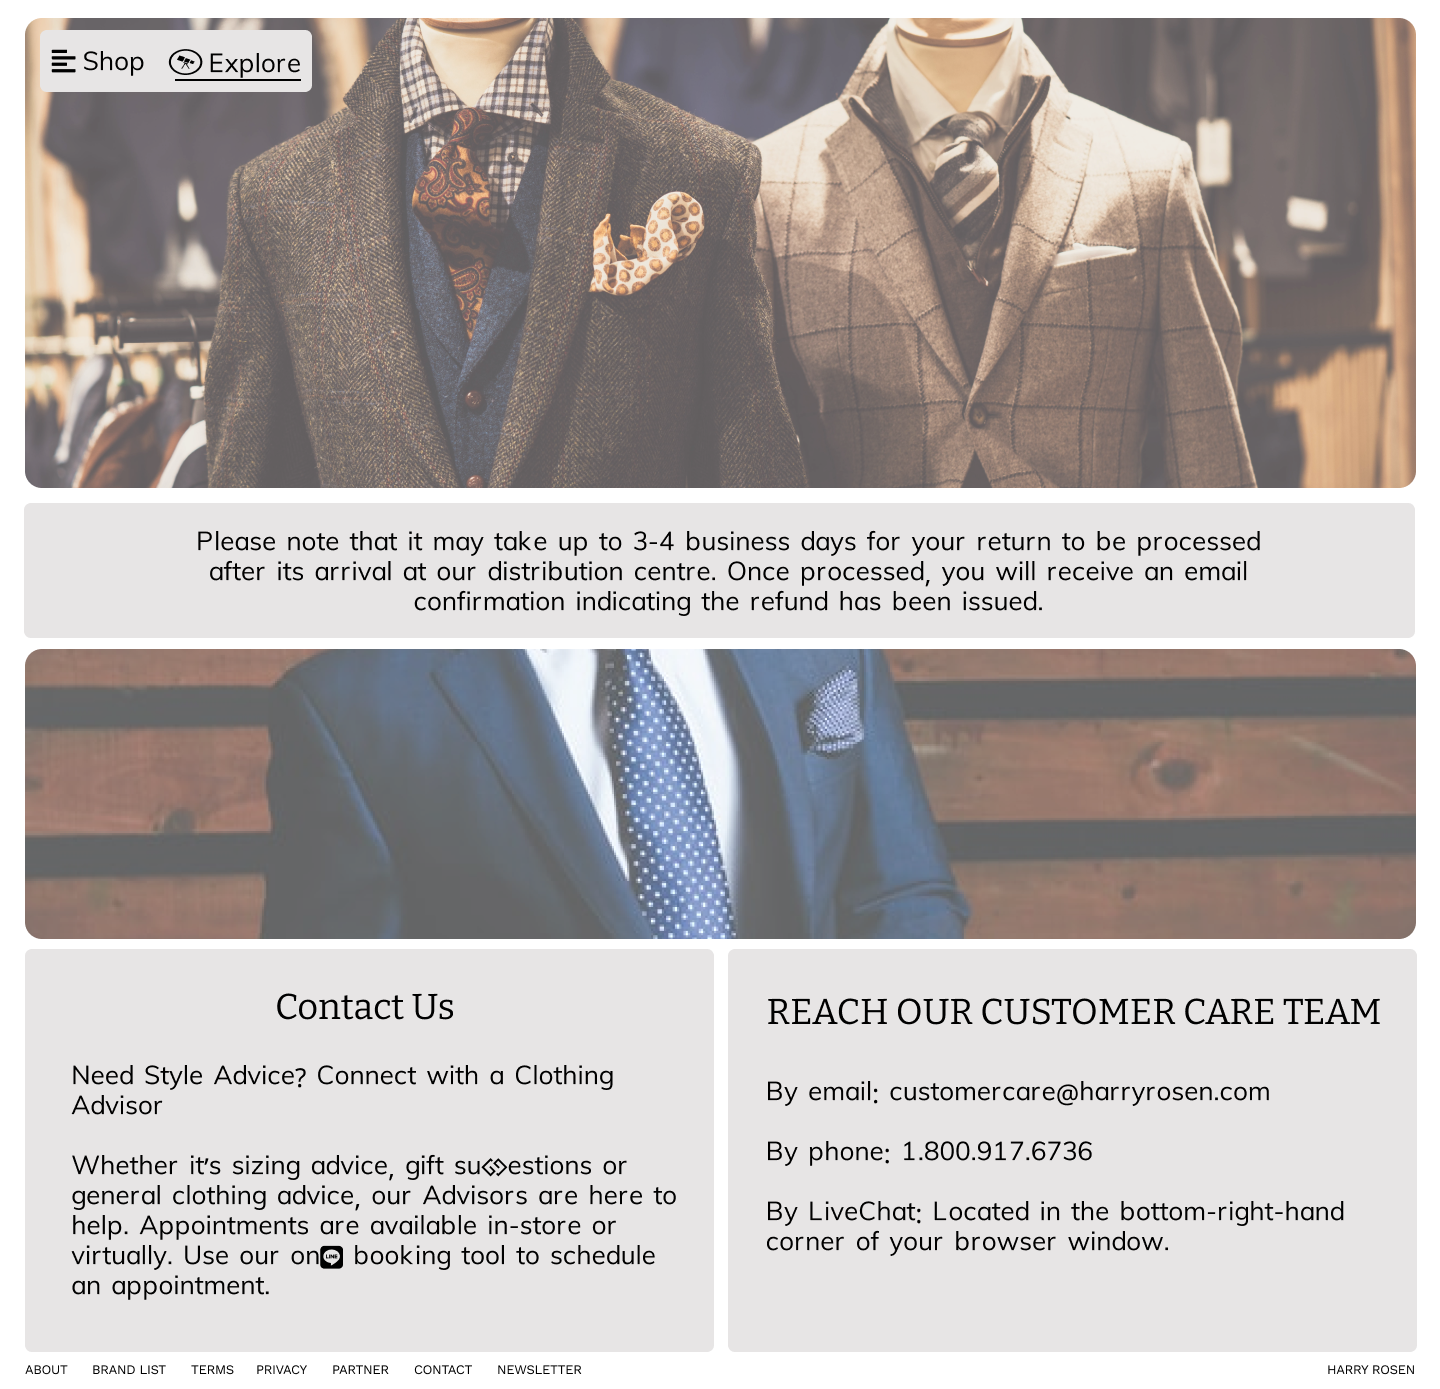 Shop Explore
Please note that it may take up to 3-4 business days for your return to be processed
after its arrival at our distribution centre. Once processed, you will receive an email
confirmation indicating the refund has been issued.
Contact Us
Need Style Advice? Connect with a Clothing
Advisor
Whether it's sizing advice, gift su estions or
general clothing advice, our Advisors are here to
help. Appointments are available in-store or
virtually. Use our on LINE booking tool to schedule
an appointment.
REACH OUR CUSTOMER CARE TEAM
By email: customercare@harryrosen.com
By phone: 1.800.917.6736
By LiveChat: Located in the bottom-right-hand
corner of your browser window.
ABOUT BRAND LIST TERMS PRIVACY PARTNER CONTACT NEWSLETTER HARRY ROSEN